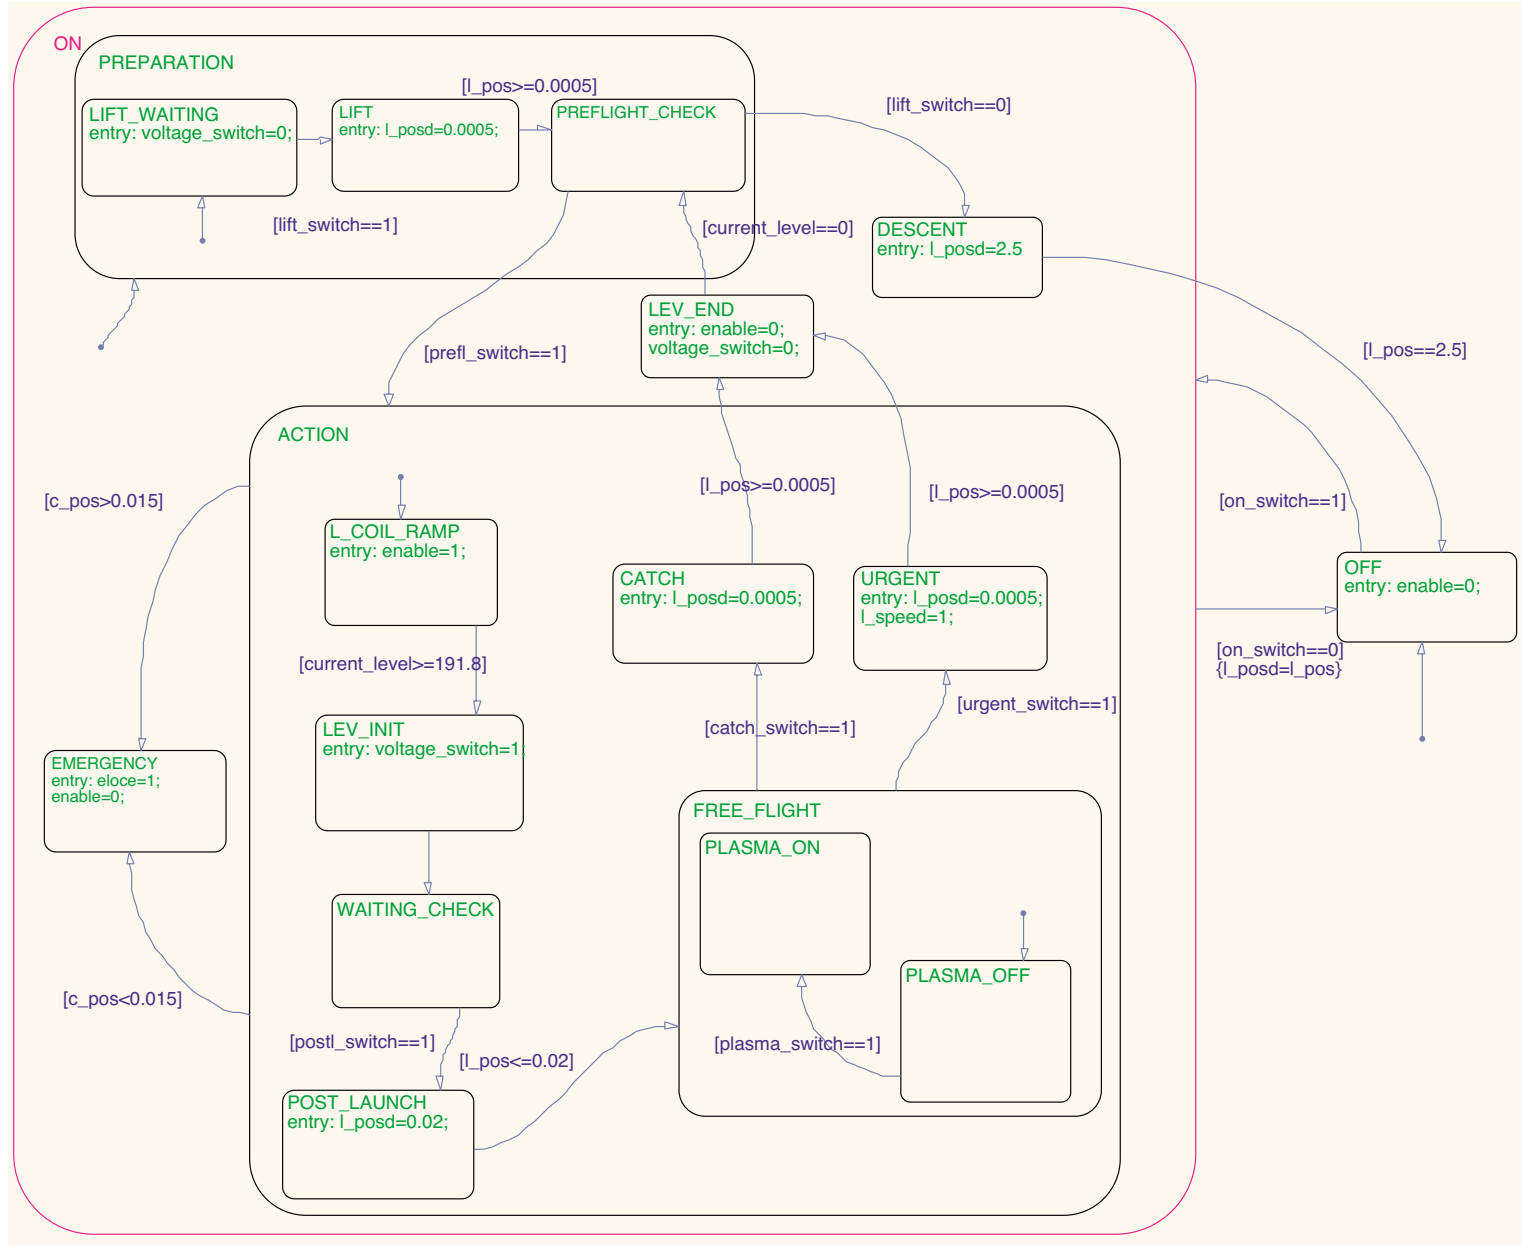 ON
PREPARATION
[l_pos>=0.0005]
LIFT_WAITING
entry: voltage_switch=0;
LIFT
entry: l_posd=0.0005;
PREFLIGHT_CHECK
[lift_switch==0]
[lift_switch==1]
[current_level==0]
DESCENT
entry: l_posd=2.5
LEV_END
entry: enable=0;
voltage_switch=0;
[prefl_switch==1]
[l_pos==2.5]
ACTION
[c_pos>0.015]
[l_pos>=0.0005]
[l_pos>=0.0005]
[on_switch==1]
L_COIL_RAMP
entry: enable=1;
CATCH
entry: l_posd=0.0005;
URGENT
entry: l_posd=0.0005;
l_speed=1;
OFF
entry: enable=0;
[current_level>=191.8]
[on_switch==0]
{l_posd=l_pos}
[urgent_switch==1]
[catch_switch==1]
LEV_INIT
entry: voltage_switch=1;
EMERGENCY
entry: eloce=1;
enable=0;
FREE_FLIGHT
PLASMA_ON
WAITING_CHECK
PLASMA_OFF
[c_pos<0.015]
[postl_switch==1]
[l_pos<=0.02]
[plasma_switch==1]
POST_LAUNCH
entry: l_posd=0.02;